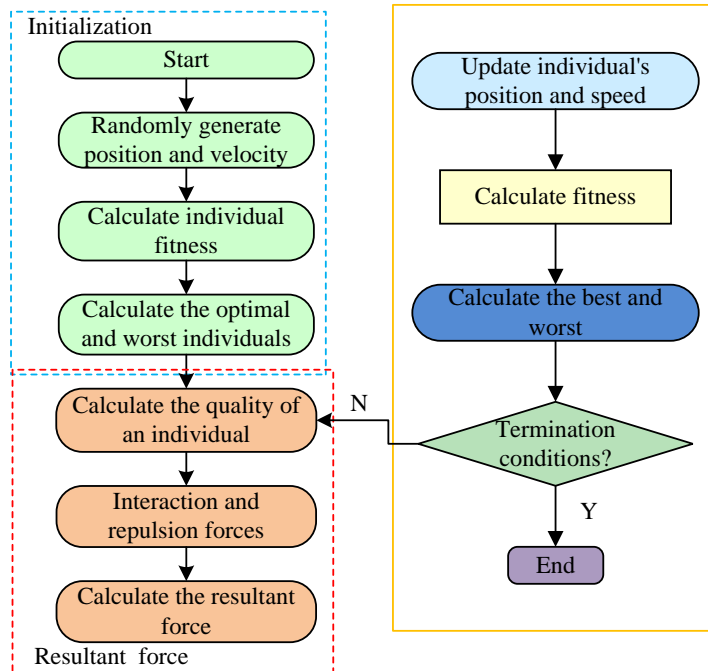 Initialization
Start
Randomly generate
position and velocity
Calculate individual
fitness
Calculate the optimal
and worst individuals
Calculate the quality of
an individual
Interaction and
repulsion forces
Calculate the resultant
force
Resultant force
Update individual's
position and speed
Calculate fitness
Calculate the best and
worst
Termination
conditions?
N
Y
End